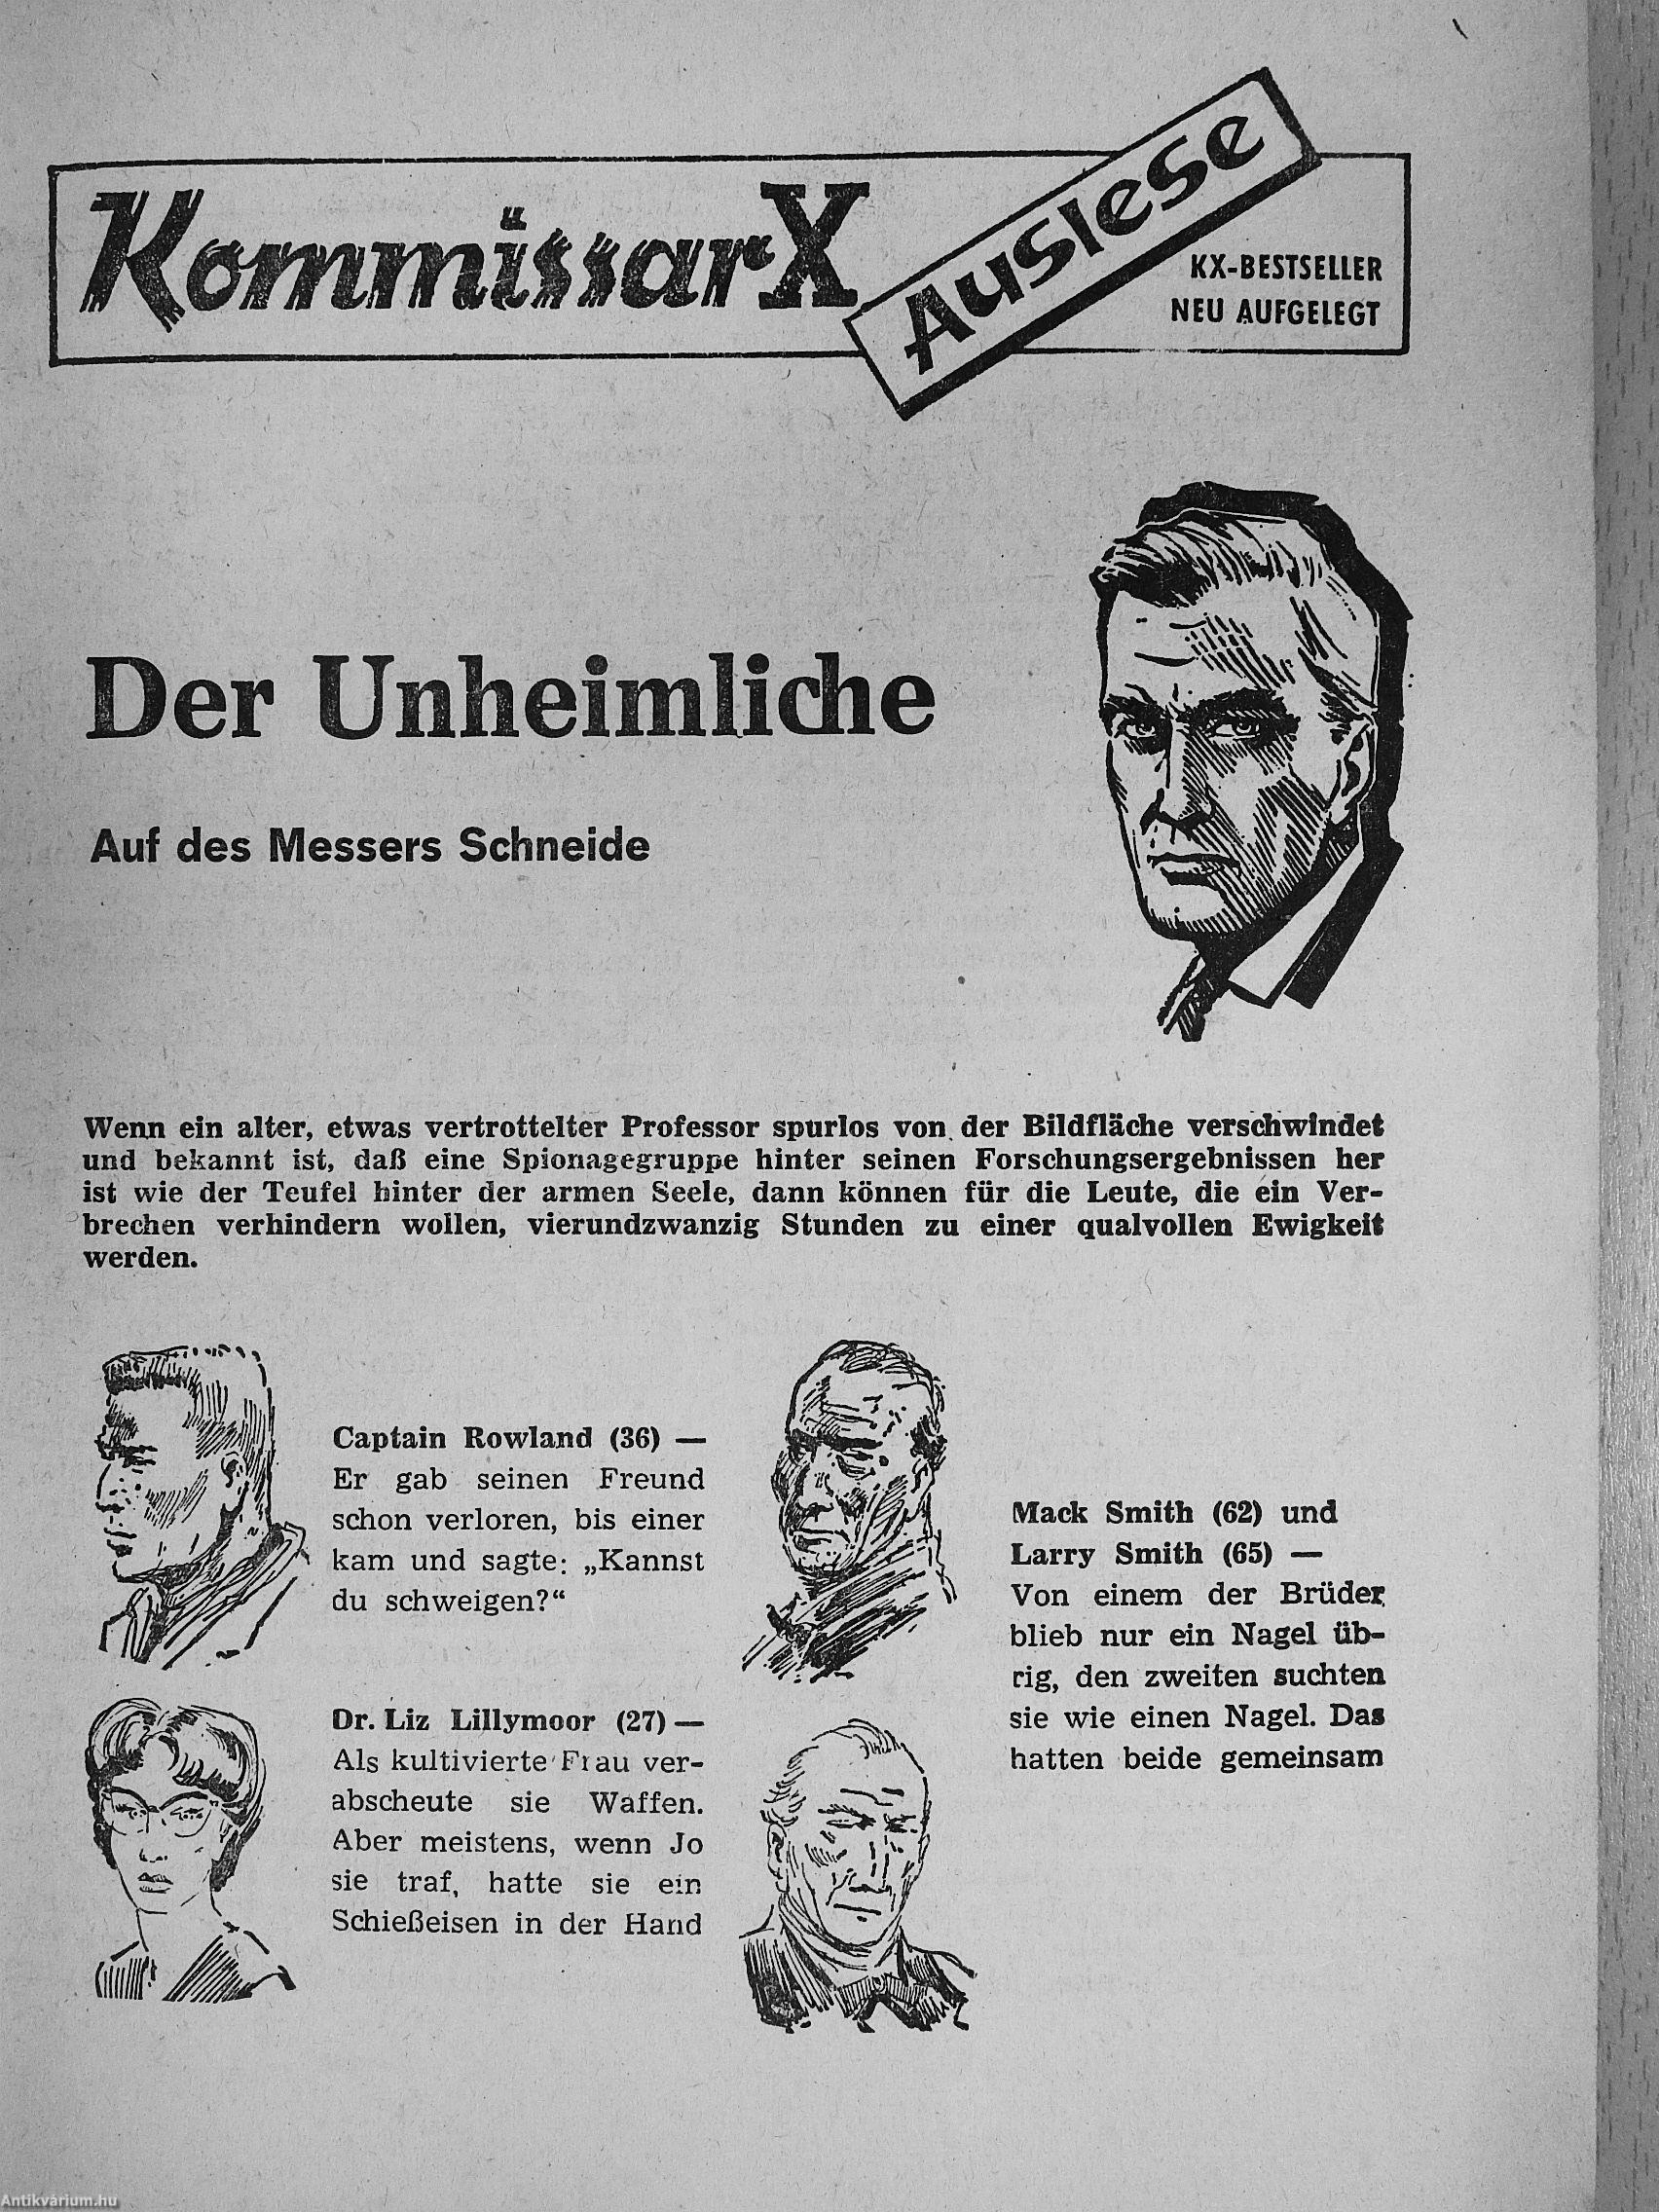 Kommissar X
Auslese
KX-BESTSELLER
NEU AUFGELEGT
Der Unheimliche
Auf des Messers Schneide
Wenn ein alter, etwas vertrottelter Professor spurlos von der Bildfläche verschwindet
und bekannt ist, daß eine Spionagegruppe hinter seinen Forschungsergebnissen her
ist wie der Teufel hinter der armen Seele, dann können für die Leute, die ein Ver-
brechen verhindern wollen, vierundzwanzig Stunden zu einer qualvollen Ewigkeit
werden.
Captain Rowland (36) —
Er gab seinen Freund
schon verloren, bis einer
kam und sagte: „Kannst
du schweigen?“
Dr. Liz Lillymoor (27) —
Als kultivierte Frau ver-
abscheute sie Waffen.
Aber meistens, wenn Jo
sie traf, hatte sie ein
Schießeisen in der Hand
Mack Smith (62) und
Larry Smith (65) —
Von einem der Brüder
blieb nur ein Nagel üb-
rig, den zweiten suchten
sie wie einen Nagel. Das
hatten beide gemeinsam
Antikvárium.hu